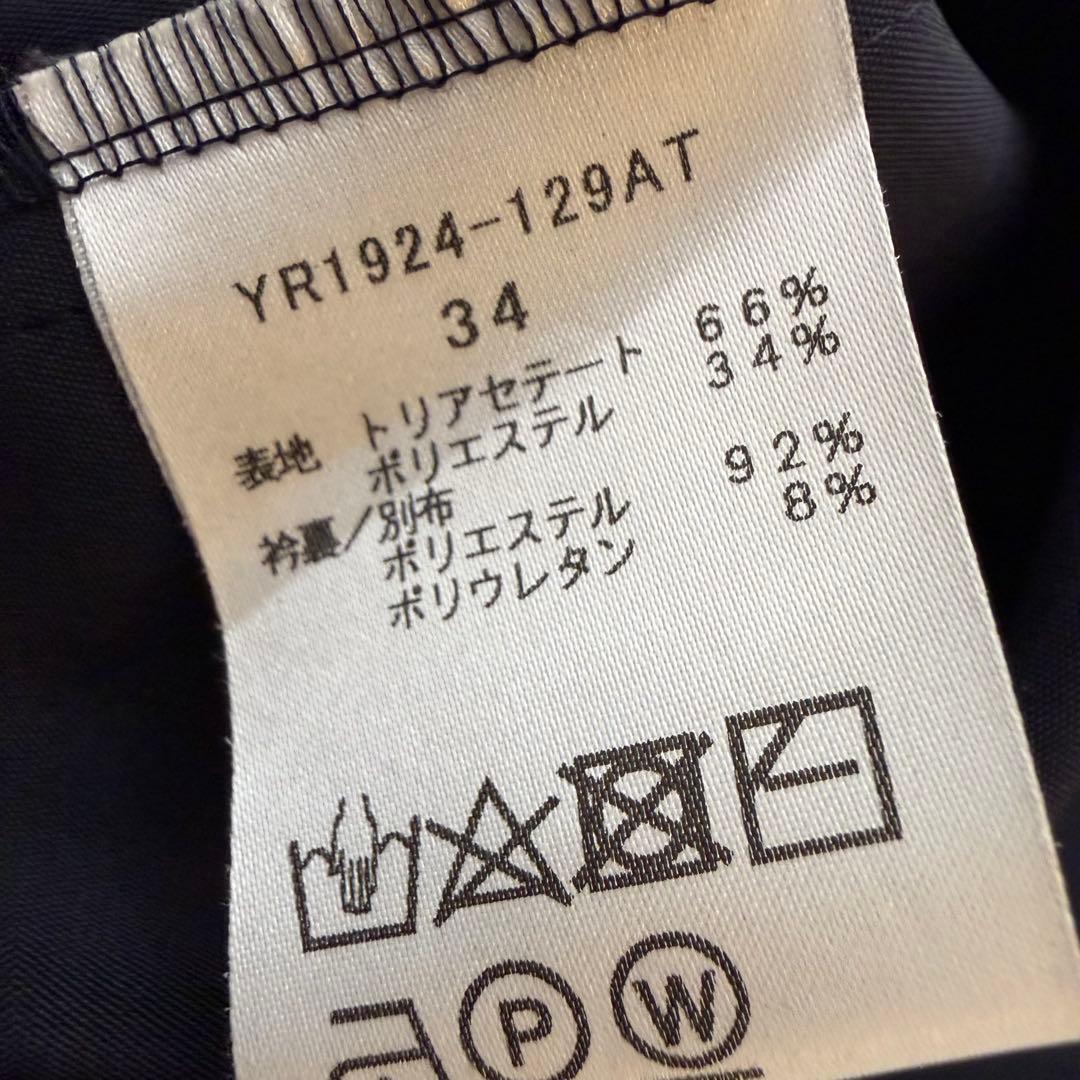 YR1924-129AT
34
表地 トリアセテート 66%
ポリエステル 34%
衿裏/別布
ポリエステル 92%
ポリウレタン 8%
P W